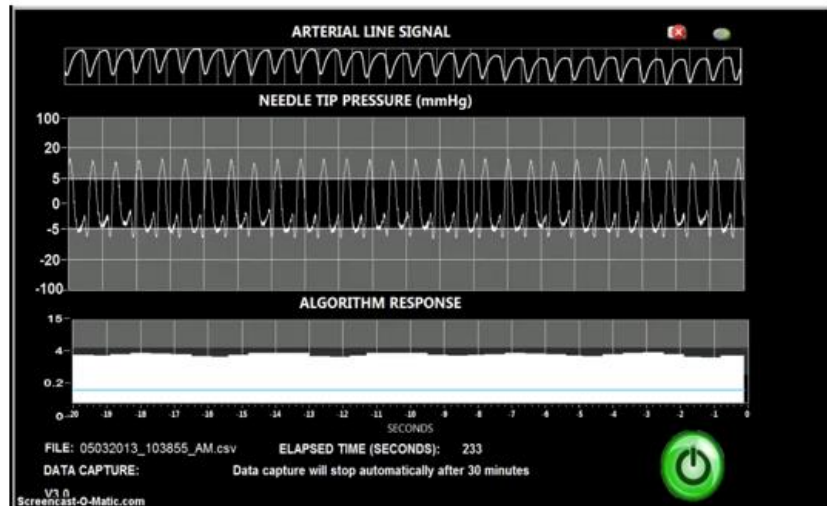 ARTERIAL LINE SIGNAL
NEEDLE TIP PRESSURE (mmHg)
100
20
5
0
-5
-20
-100
ALGORITHM RESPONSE
15
4
0.2
0
-20 -19 -18 -17 -16 -15 -14 -13 -12 -11 -10 -9 -8 -7 -6 -5 -4 -3 -2 -1 0
SECONDS
FILE: 05032013_103855_AM.csv ELAPSED TIME (SECONDS): 233
DATA CAPTURE: Data capture will stop automatically after 30 minutes
V3.0
Screencast-O-Matic.com